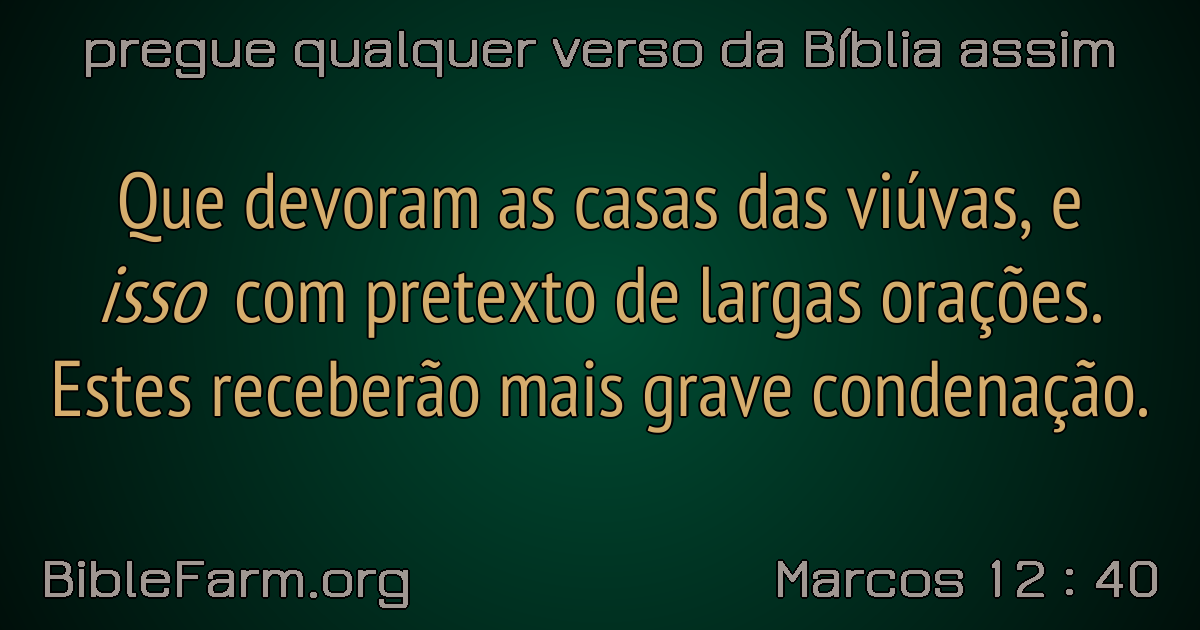 pregue qualquer verso da Bíblia assim
Que devoram as casas das viúvas, e
isso com pretexto de largas orações.
Estes receberão mais grave condenação.
BibleFarm.org
Marcos 12 : 40